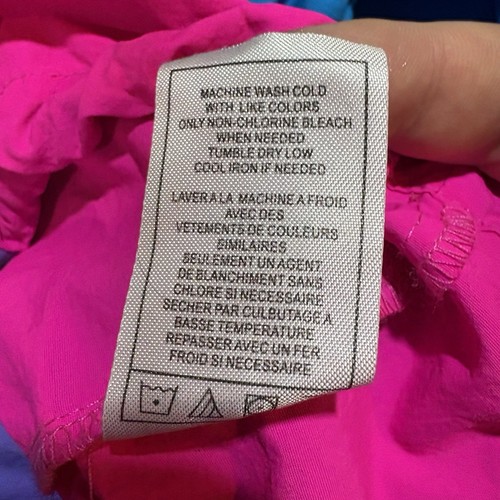 MACHINE WASH COLD
WITH LIKE COLORS
ONLY NON-CHLORINE BLEACH
WHEN NEEDED
TUMBLE DRY LOW
COOL IRON IF NEEDED
LAVER A LA MACHINE A FROID
AVEC DES
VETEMENTS DE COULEURS
SIMILAIRES
SEULEMENT UN AGENT
DE BLANCHIMENT SANS
CHLORE SI NECESSAIRE
SECHER PAR CULBUTAGE A
BASSE TEMPERATURE
REPASSER AVEC UN FER
FROID SI NECESSAIRE